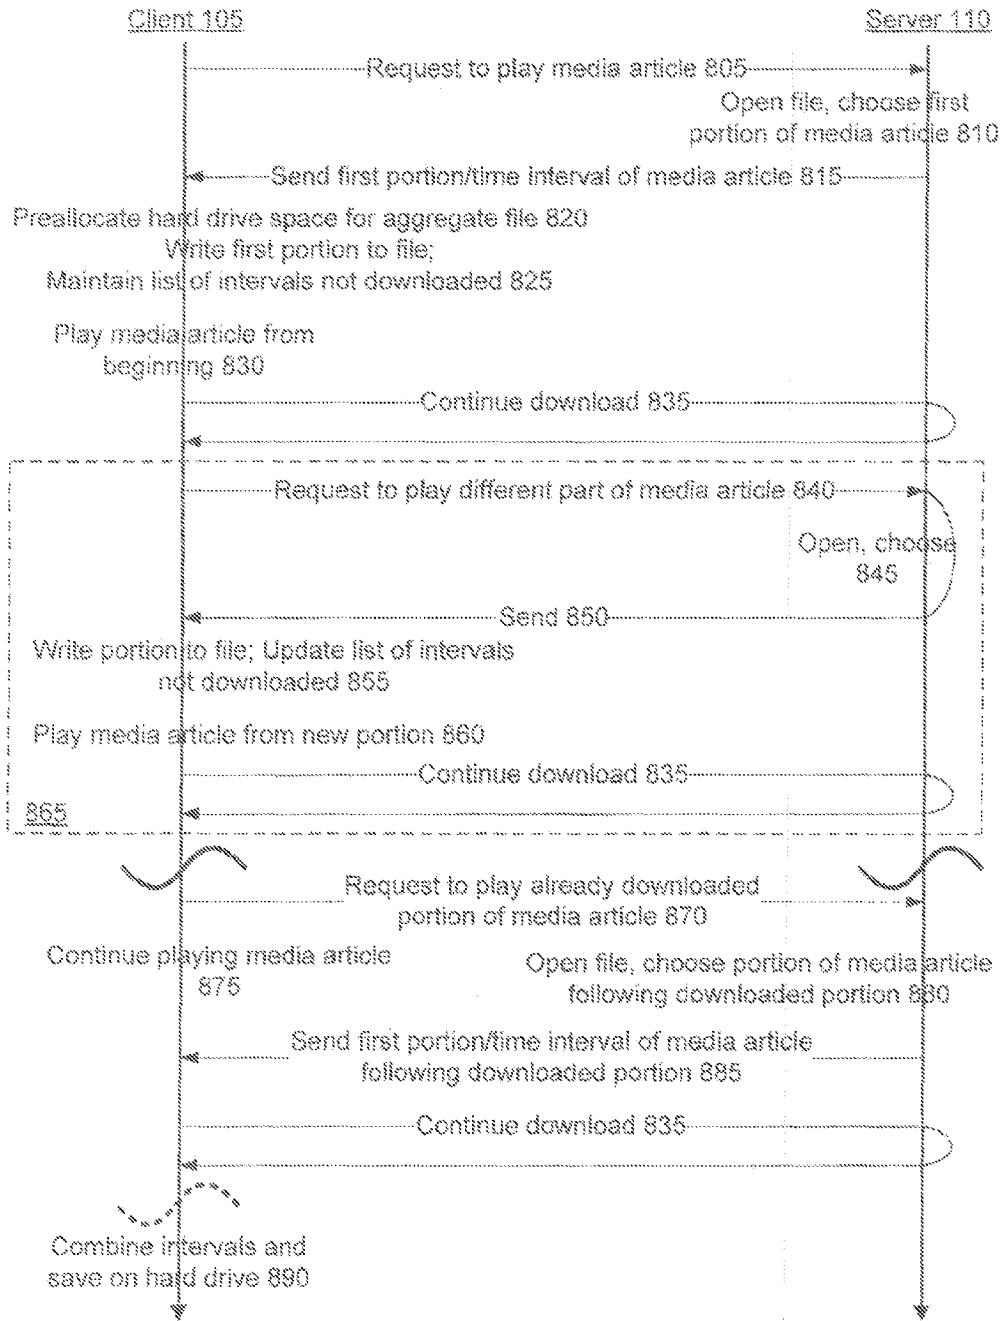 Client 105
Server 110
Request to play media article 805
Open file, choose first
portion of media article 810
Send first portion/time interval of media article 815
Preallocate hard drive space for aggregate file 820
Write first portion to file;
Maintain list of intervals not downloaded 825
Play media article from
beginning 830
Continue download 835
Request to play different part of media article 840
Open, choose
845
Send 850
Write portion to file; Update list of intervals
not downloaded 855
Play media article from new portion 860
Continue download 835
865
Request to play already downloaded
portion of media article 870
Continue playing media article
875
Open file, choose portion of media article
following downloaded portion 880
Send first portion/time interval of media article
following downloaded portion 885
Continue download 835
Combine intervals and
save on hard drive 890